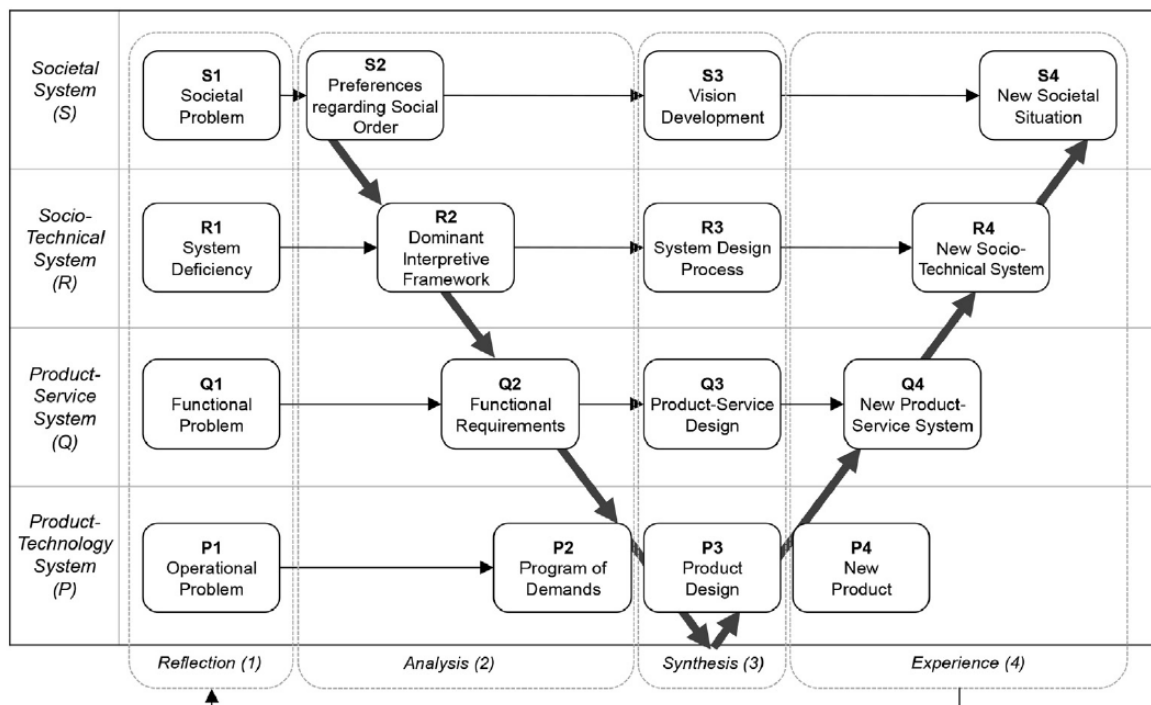 Societal
System
(S)
S1
Societal
Problem
S2
Preferences
regarding Social
Order
S3
Vision
Development
S4
New Societal
Situation
Socio-
Technical
System
(R)
R1
System
Deficiency
R2
Dominant
Interpretive
Framework
R3
System Design
Process
R4
New Socio-
Technical System
Product-
Service
System
(Q)
Q1
Functional
Problem
Q2
Functional
Requirements
Q3
Product-Service
Design
Q4
New Product-
Service System
Product-
Technology
System
(P)
P1
Operational
Problem
P2
Program of
Demands
P3
Product
Design
P4
New
Product
Reflection (1)
Analysis (2)
Synthesis (3)
Experience (4)